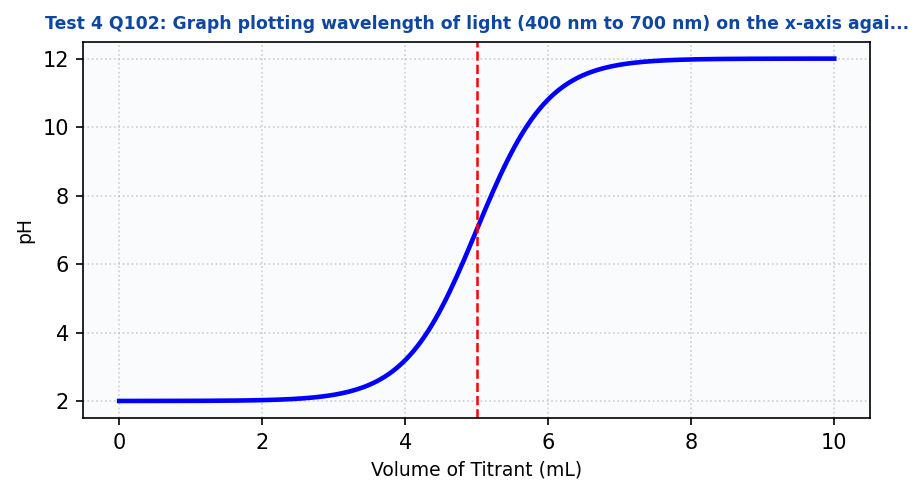 Test 4 Q102: Graph plotting wavelength of light (400 nm to 700 nm) on the x-axis agai...
12
10
8
6
4
2
pH
0 2 4 6 8 10
Volume of Titrant (mL)